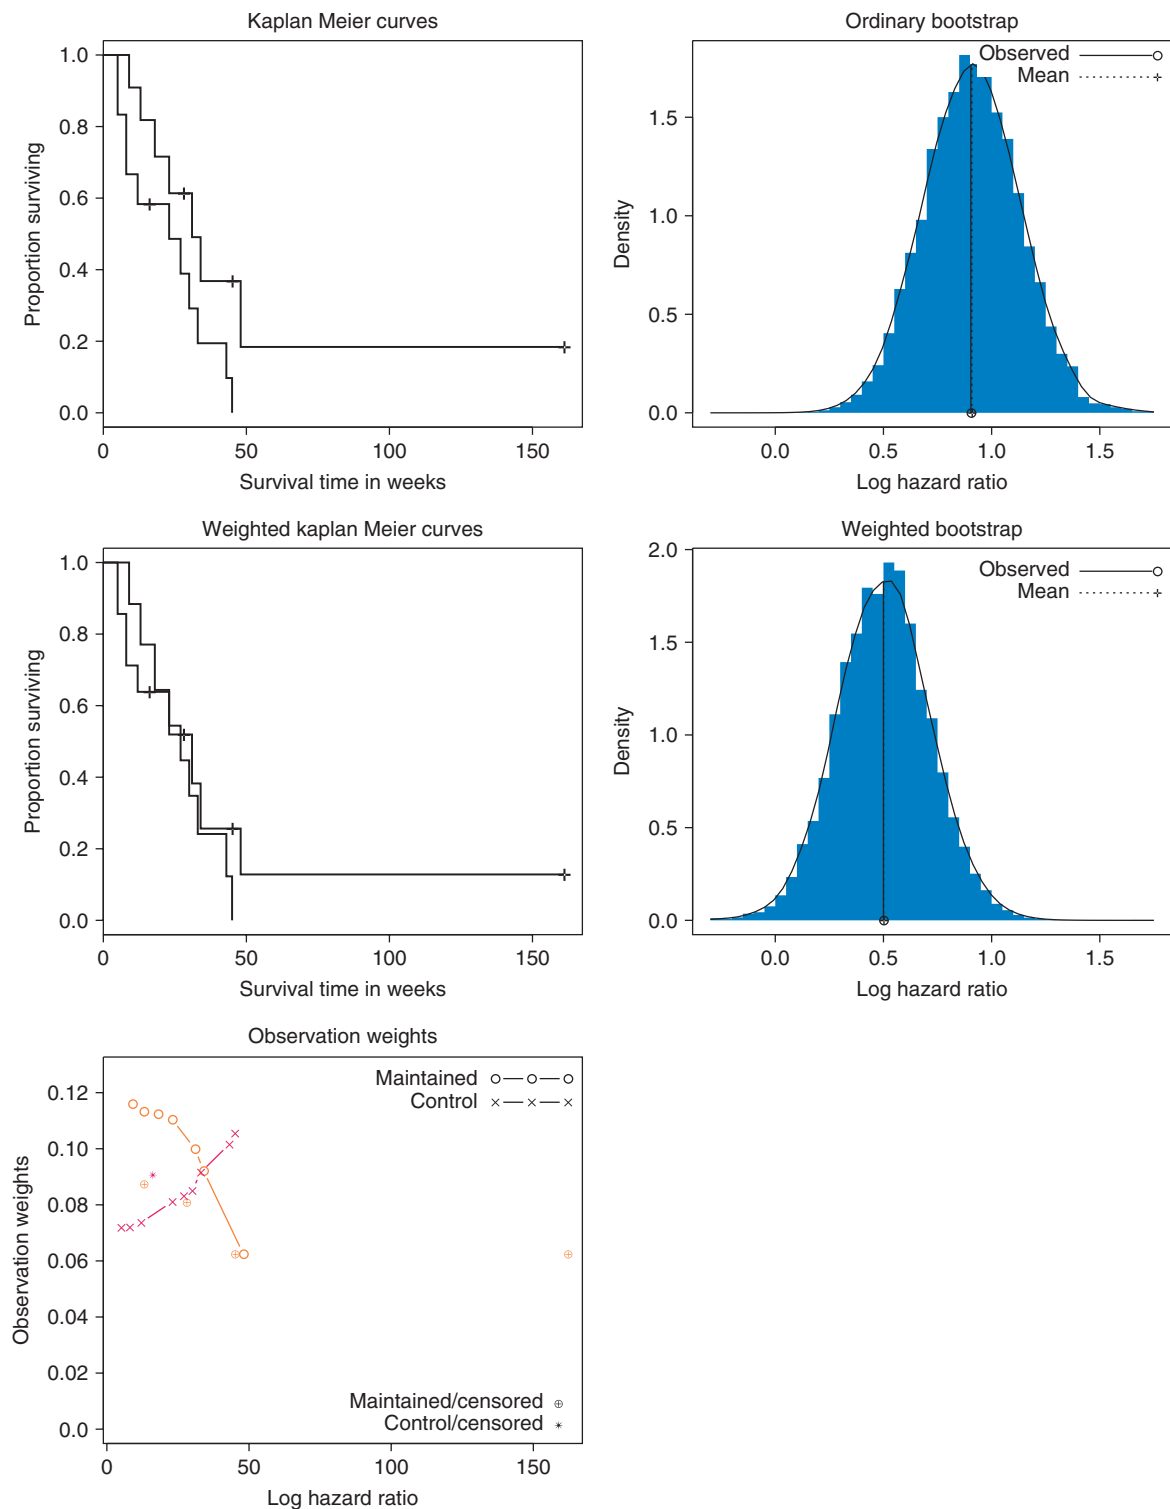 Kaplan Meier curves
Proportion surviving
1.0
0.8
0.6
0.4
0.2
0.0
0 50 100 150
Survival time in weeks
Ordinary bootstrap
Observed
Mean
Density
1.5
1.0
0.5
0.0
0.0 0.5 1.0 1.5
Log hazard ratio
Weighted kaplan Meier curves
Proportion surviving
1.0
0.8
0.6
0.4
0.2
0.0
0 50 100 150
Survival time in weeks
Weighted bootstrap
Observed
Mean
Density
2.0
1.5
1.0
0.5
0.0
0.0 0.5 1.0 1.5
Log hazard ratio
Observation weights
Maintained
Control
Observation weights
0.12
0.10
0.08
0.06
0.04
0.02
0.0
Maintained/censored
Control/censored
0 50 100 150
Log hazard ratio